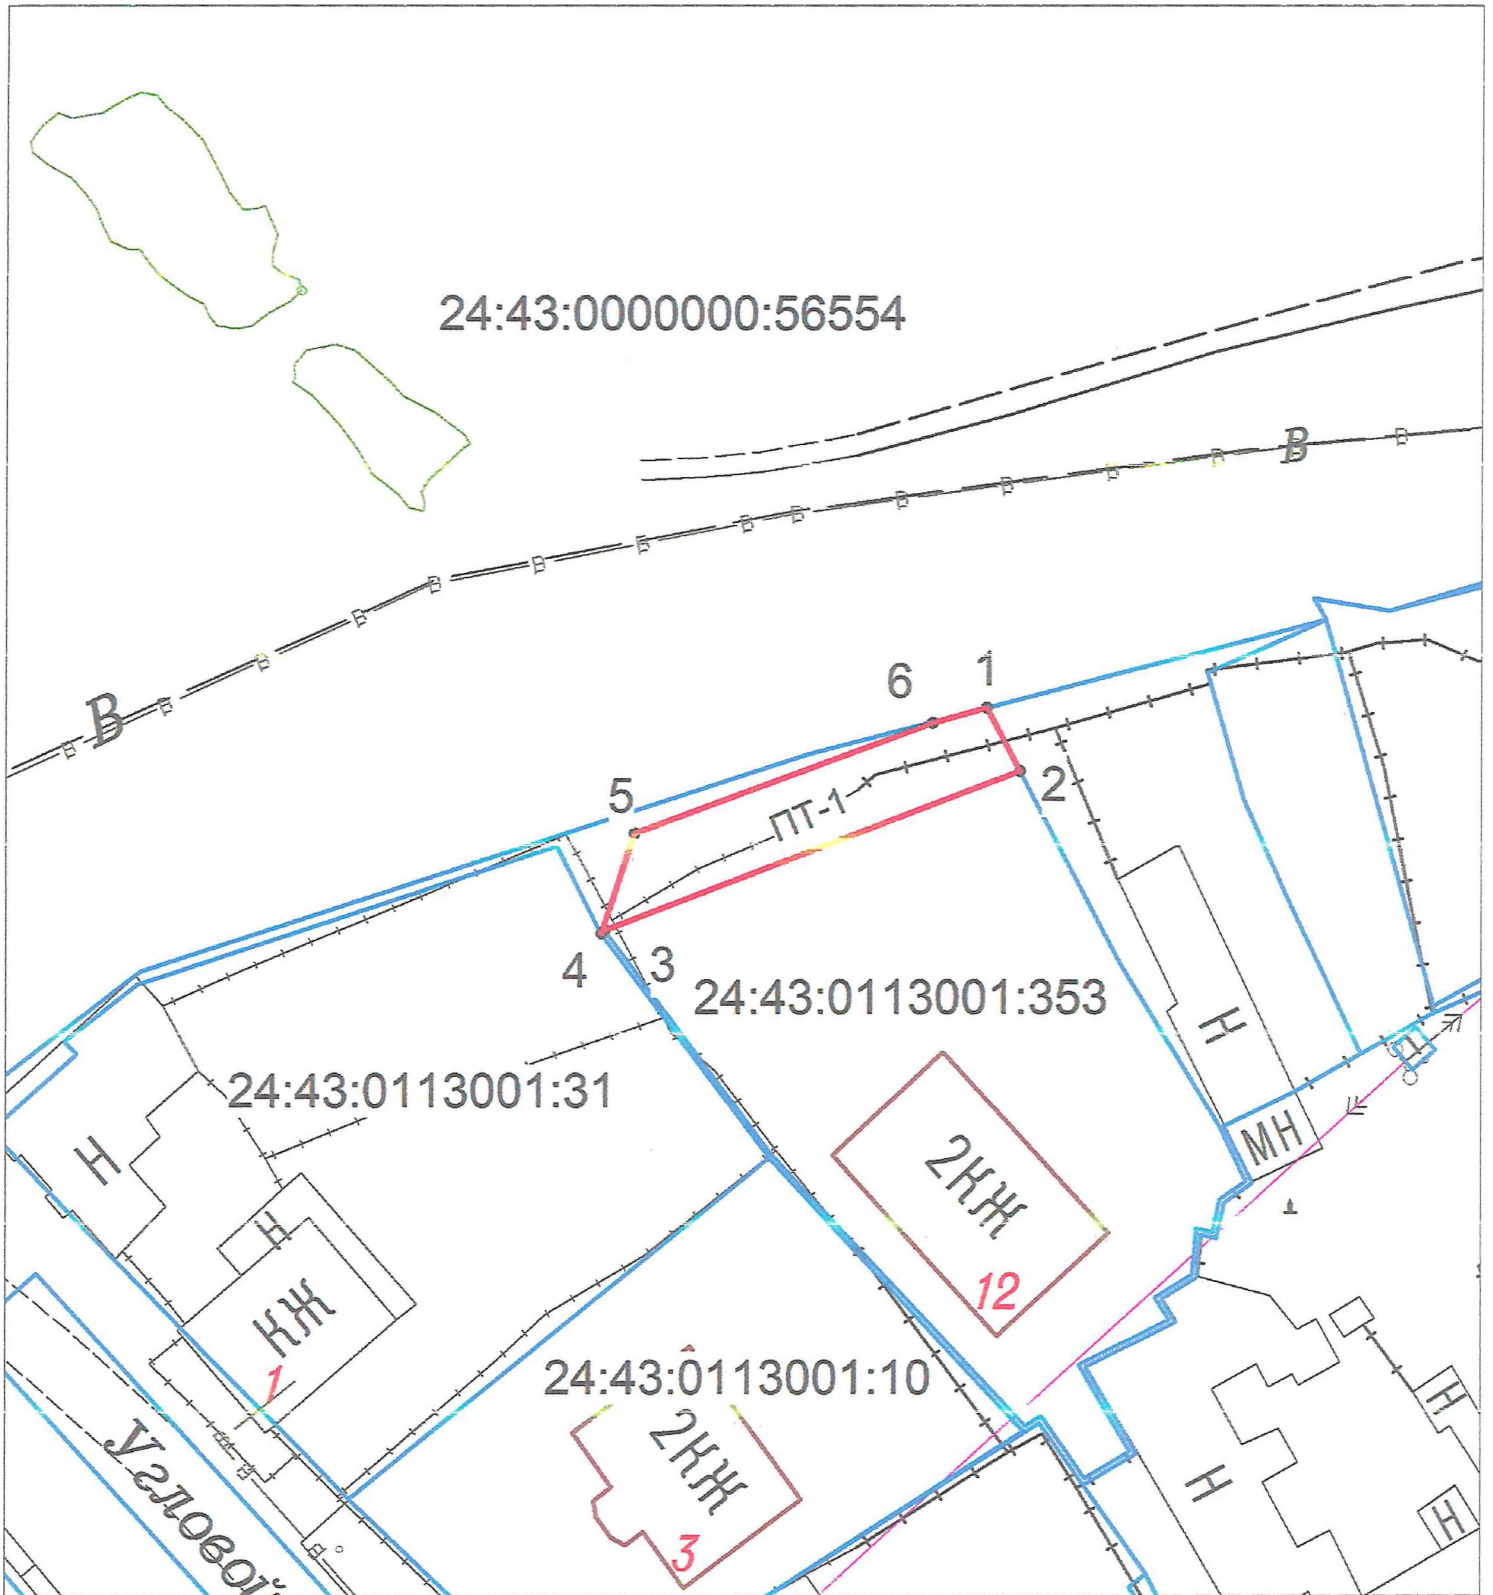 24:43:0000000:56554
В
В
6
1
2
5
ПТ-1
4
3
24:43:0113001:353
24:43:0113001:31
Н
Н
МН
2КЖ
12
Н
КЖ
1
24:43:0113001:10
2КЖ
3
Н
Н
Н
Угловой